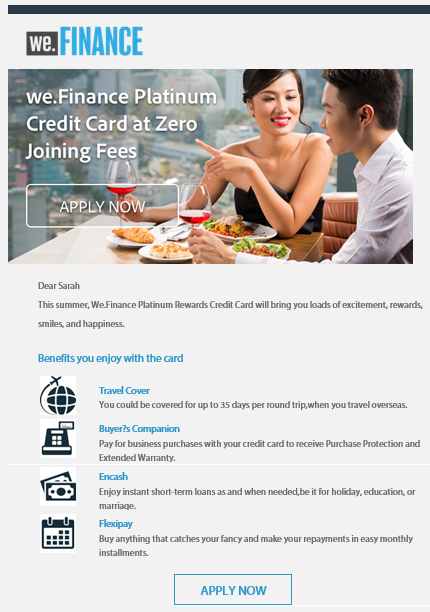 we.FINANCE
we.Finance Platinum
Credit Card at Zero
Joining Fees
APPLY NOW
Dear Sarah
This summer, We.Finance Platinum Rewards Credit Card will bring you loads of excitement, rewards,
smiles, and happiness.
Benefits you enjoy with the card
Travel Cover
You could be covered for up to 35 days per round trip,when you travel overseas.
Buyer?s Companion
Pay for business purchases with your credit card to receive Purchase Protection and
Extended Warranty.
Encash
Enjoy instant short-term loans as and when needed,be it for holiday, education, or
marriage.
Flexipay
Buy anything that catches your fancy and make your repayments in easy monthly
installments.
APPLY NOW